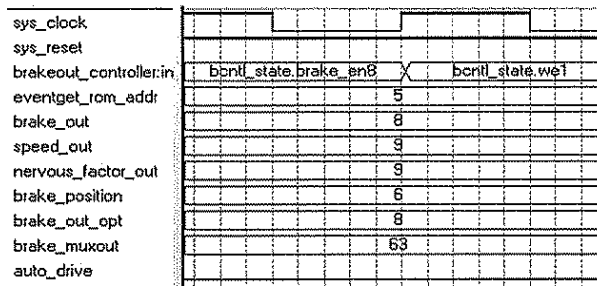 sys_clock
sys_reset
brakeout_controller:in bcntl_state.brake_en8 bcntl_state.we1
eventget_rom_addr 5
brake_out 8
speed_out 9
nervous_factor_out 9
brake_position 6
brake_out_opt 8
brake_muxout 63
auto_drive